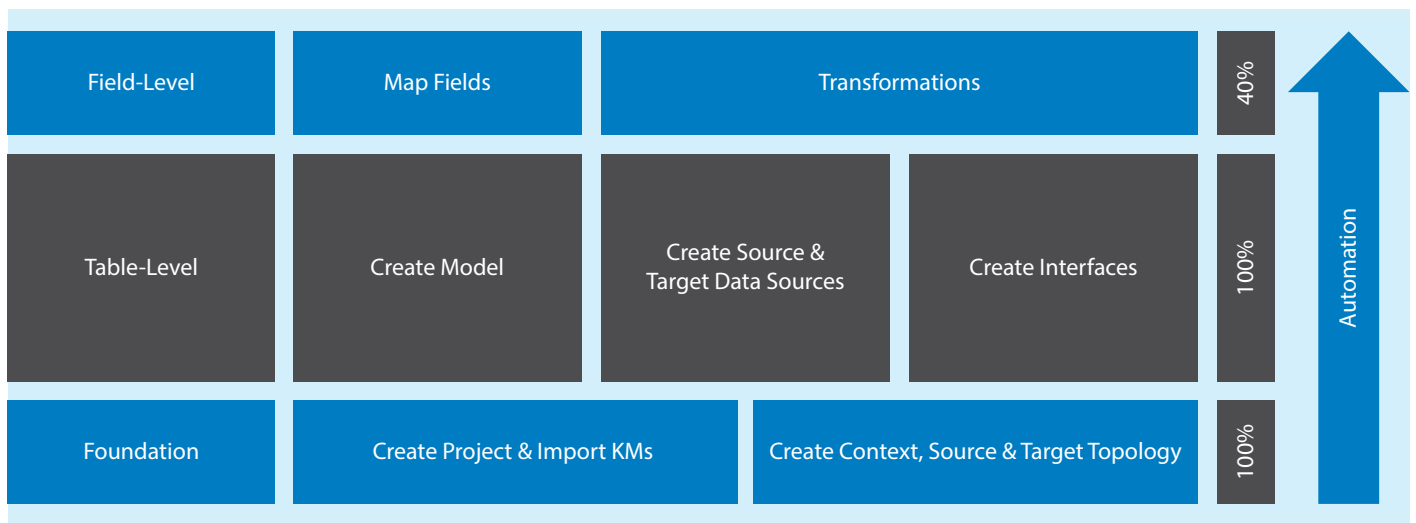 Field-Level
Map Fields
Transformations
40%
Table-Level
Create Model
Create Source &
Target Data Sources
Create Interfaces
100%
Automation
Foundation
Create Project & Import KMs
Create Context, Source & Target Topology
100%